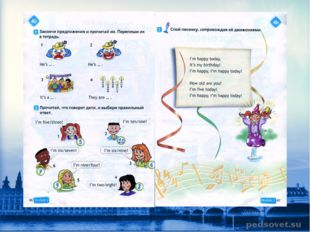 1 Закончи предложения и прочитай их. Перепиши их
в тетрадь.
1
2
He's ... .
He's ... .
3
4
It's a ... .
They are ... .
2 Прочитай, что говорят дети, и выбери правильный
ответ.
I'm five/three!
I'm ten/one!
I'm six/seven!
I'm six/nine!
I'm nine/four!
I'm two/eight!
3 Спой песенку, сопровождая её движениями.
I'm happy today,
It's my birthday!
I'm happy, I'm happy today!
How old are you?
I'm five today!
I'm happy, I'm happy today!
pedsovet.su